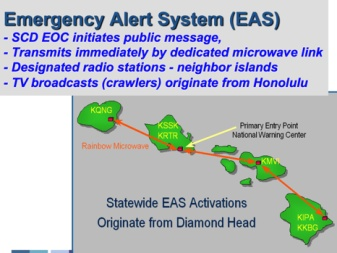 Emergency Alert System (EAS)
- SCD EOC initiates public message,
- Transmits immediately by dedicated microwave link
- Designated radio stations - neighbor islands
- TV broadcasts (crawlers) originate from Honolulu
KQNG
KSSK
KRTR
Primary Entry Point
National Warning Center
Rainbow Microwave
KMVI
Statewide EAS Activations
Originate from Diamond Head
KIPA
KKBG